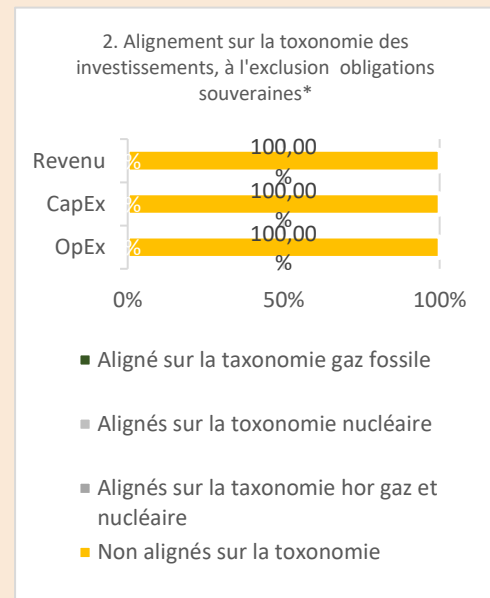 2. Alignement sur la toxonomie des
investissements, à l'exclusion obligations
souveraines*
Revenu
%
100,00
%
CapEx
%
100,00
%
OpEx
%
100,00
%
0%
50%
100%
Aligné sur la taxonomie gaz fossile
Alignés sur la toxonomie nucléaire
Alignés sur la taxonomie hor gaz et
nucléaire
Non alignés sur la toxonomie